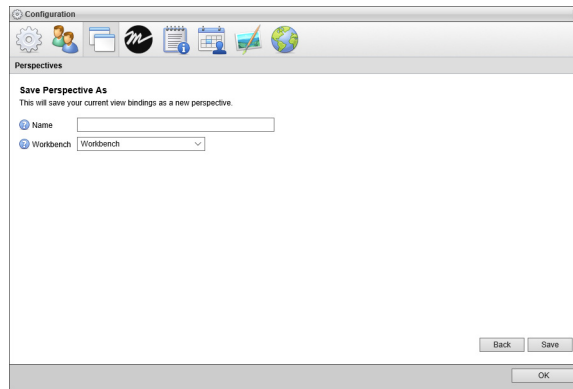 Configuration
Perspectives
Save Perspective As
This will save your current view bindings as a new perspective.
Name
Workbench Workbench
Back Save
OK